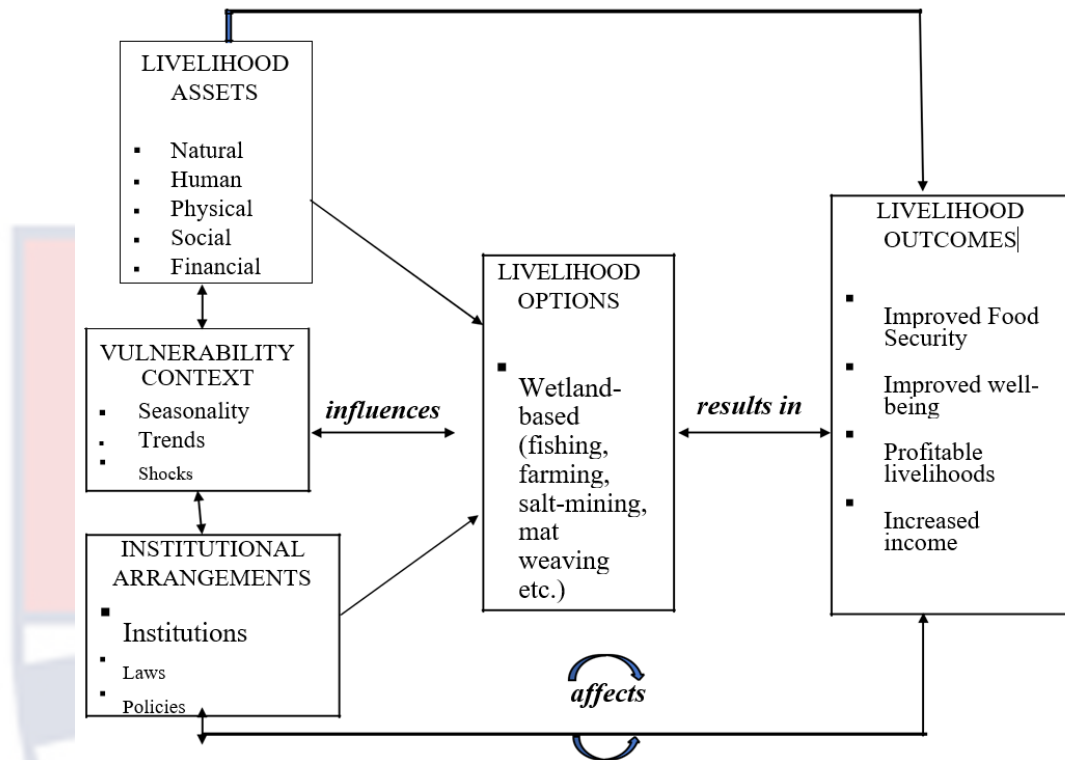 LIVELIHOOD
ASSETS
▪ Natural
▪ Human
▪ Physical
▪ Social
▪ Financial
VULNERABILITY
CONTEXT
▪ Seasonality
▪ Trends
▪ Shocks
INSTITUTIONAL
ARRANGEMENTS
▪ Institutions
▪ Laws
▪ Policies
influences
LIVELIHOOD
OPTIONS
▪ Wetland-
based
(fishing,
farming,
salt-mining,
mat
weaving
etc.)
results in
LIVELIHOOD
OUTCOMES
▪ Improved Food
Security
▪ Improved well-
being
▪ Profitable
livelihoods
▪ Increased
income
affects